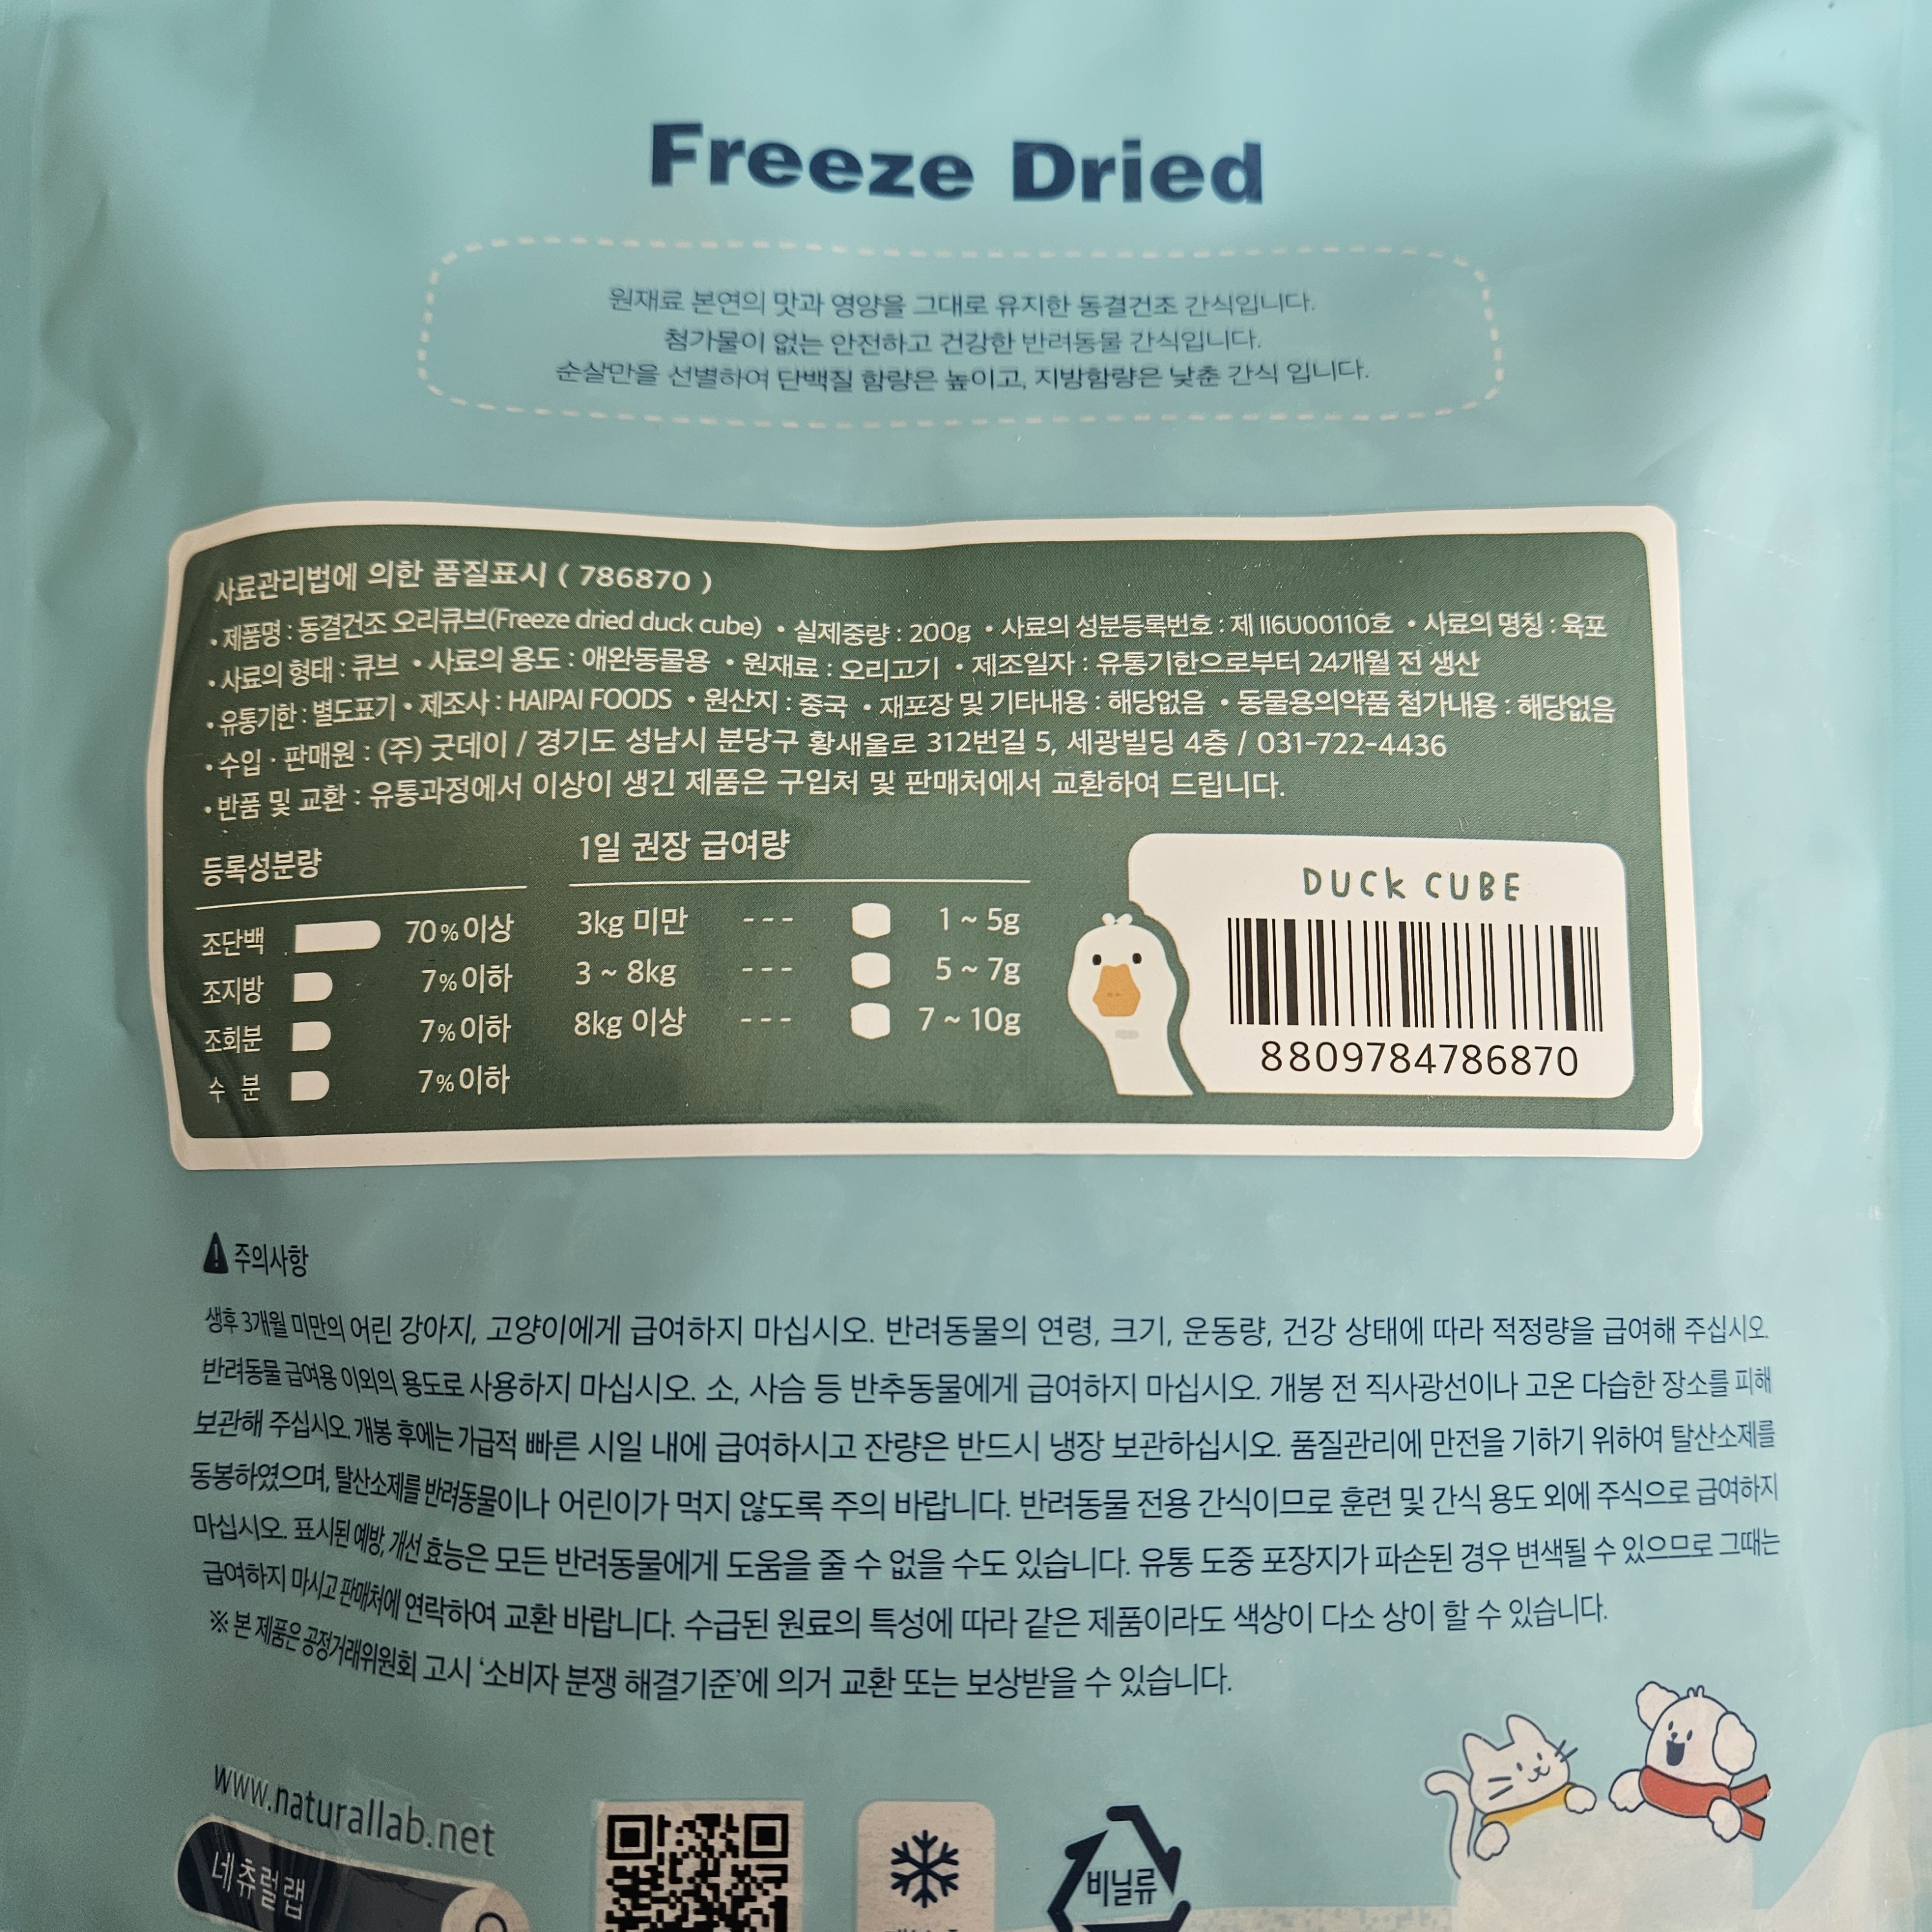 Freeze Dried
원재료 본연의 맛과 영양을 그대로 유지한 동결건조 간식입니다.
첨가물이 없는 안전하고 건강한 반려동물 간식입니다.
순살만을 선별하여 단백질 함량은 높이고, 지방함량은 낮춘 간식 입니다.
사료관리법에 의한 품질표시 ( 786870 )
• 제품명 : 동결건조 오리큐브(Freeze dried duck cube) • 실제중량 : 200g • 사료의 성분등록번호 : 제 II6U00110호 • 사료의 명칭 : 육포
• 사료의 형태 : 큐브 • 사료의 용도 : 애완동물용 • 원재료 : 오리고기 • 제조일자 : 유통기한으로부터 24개월 전 생산
• 유통기한 : 별도표기 • 제조사 : HAIPAI FOODS • 원산지 : 중국 • 재포장 및 기타내용 : 해당없음 • 동물용의약품 첨가내용 : 해당없음
• 수입 · 판매원 : (주) 굿데이 / 경기도 성남시 분당구 황새울로 312번길 5, 세광빌딩 4층 / 031-722-4436
• 반품 및 교환 : 유통과정에서 이상이 생긴 제품은 구입처 및 판매처에서 교환하여 드립니다.
등록성분량
조단백 70%이상
조지방 7%이하
조회분 7%이하
수 분 7%이하
1일 권장 급여량
3kg 미만 --- 1 ~ 5g
3 ~ 8kg --- 5 ~ 7g
8kg 이상 --- 7 ~ 10g
DUCK CUBE
8809784786870
주의사항
생후 3개월 미만의 어린 강아지, 고양이에게 급여하지 마십시오. 반려동물의 연령, 크기, 운동량, 건강 상태에 따라 적정량을 급여해 주십시오.
반려동물 급여용 이외의 용도로 사용하지 마십시오. 소, 사슴 등 반추동물에게 급여하지 마십시오. 개봉 전 직사광선이나 고온 다습한 장소를 피해
보관해 주십시오. 개봉 후에는 가급적 빠른 시일 내에 급여하시고 잔량은 반드시 냉장 보관하십시오. 품질관리에 만전을 기하기 위하여 탈산소제를
동봉하였으며, 탈산소제를 반려동물이나 어린이가 먹지 않도록 주의 바랍니다. 반려동물 전용 간식이므로 훈련 및 간식 용도 외에 주식으로 급여하지
마십시오. 표시된 예방, 개선 효능은 모든 반려동물에게 도움을 줄 수 없을 수도 있습니다. 유통 도중 포장지가 파손된 경우 변색될 수 있으므로 그때는
급여하지 마시고 판매처에 연락하여 교환 바랍니다. 수급된 원료의 특성에 따라 같은 제품이라도 색상이 다소 상이 할 수 있습니다.
※ 본 제품은 공정거래위원회 고시 '소비자 분쟁 해결기준'에 의거 교환 또는 보상받을 수 있습니다.
www.naturallab.net
네츄럴랩
비닐류